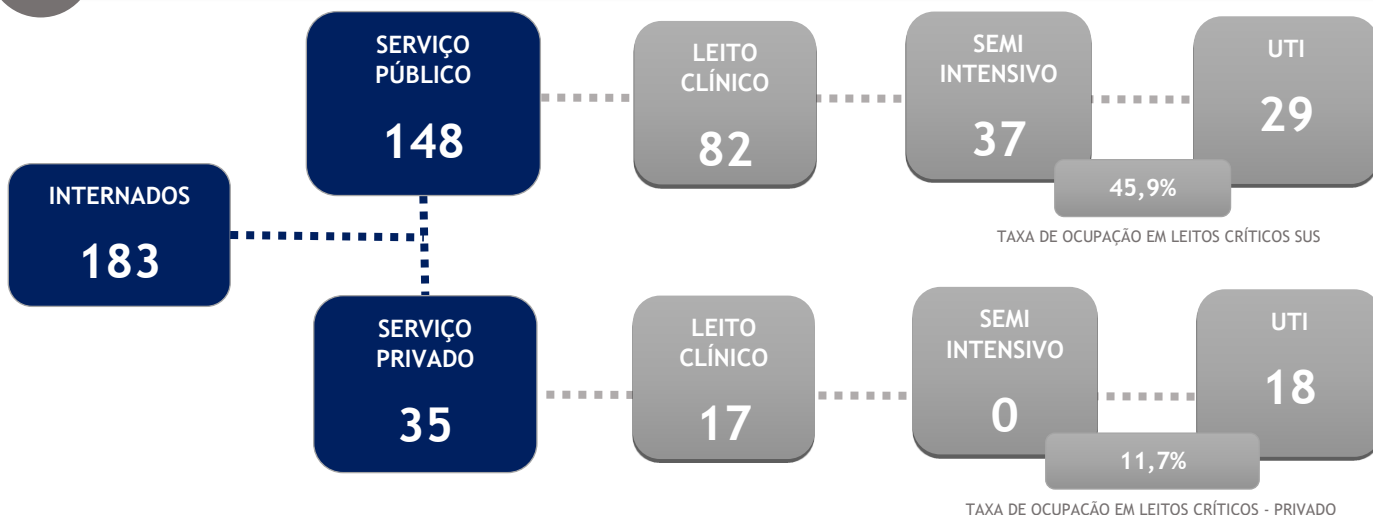 INTERNADOS
183
SERVIÇO
PÚBLICO
148
LEITO
CLÍNICO
82
SEMI
INTENSIVO
37
UTI
29
45,9%
TAXA DE OCUPAÇÃO EM LEITOS CRÍTICOS SUS
SERVIÇO
PRIVADO
35
LEITO
CLÍNICO
17
SEMI
INTENSIVO
0
UTI
18
11,7%
TAXA DE OCUPAÇÃO EM LEITOS CRÍTICOS - PRIVADO